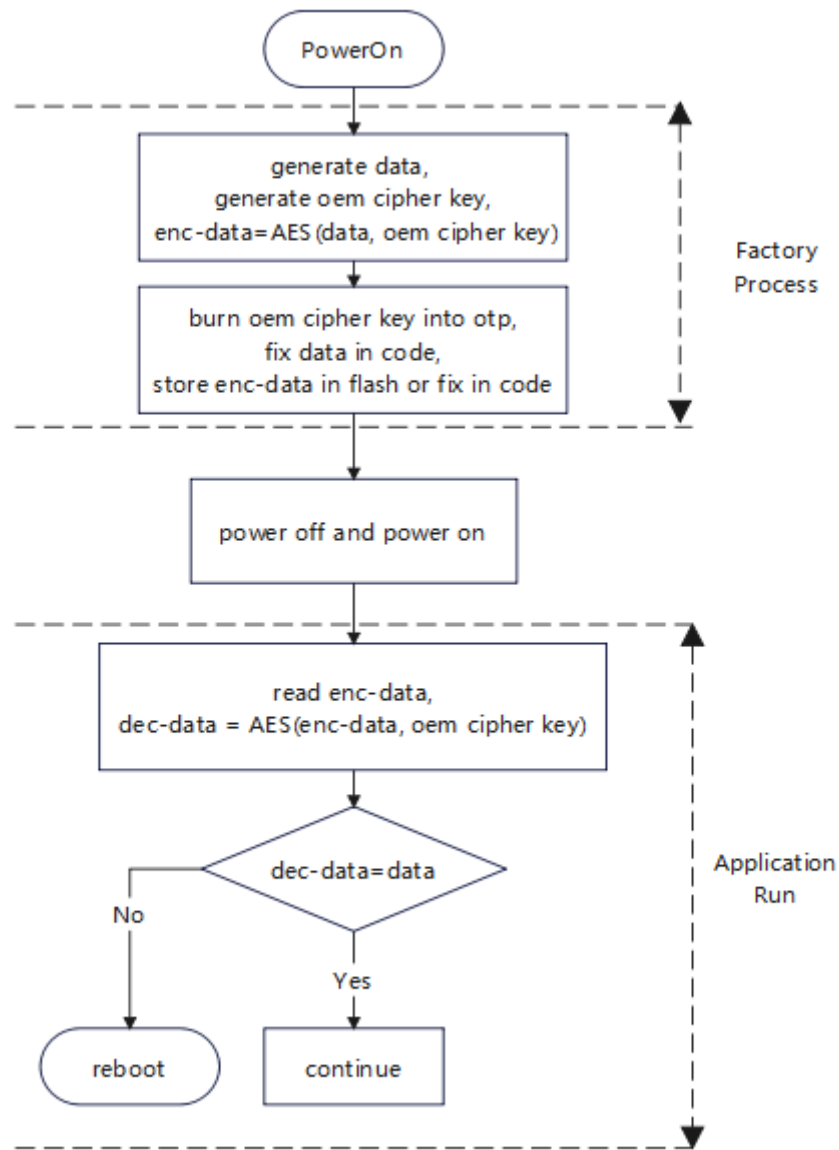 PowerOn
generate data,
generate oem cipher key,
enc-data=AES(data, oem cipher key)
Factory
Process
burn oem cipher key into otp,
fix data in code,
store enc-data in flash or fix in code
power off and power on
read enc-data,
dec-data = AES(enc-data, oem cipher key)
dec-data=data
Application
Run
No
Yes
reboot
continue